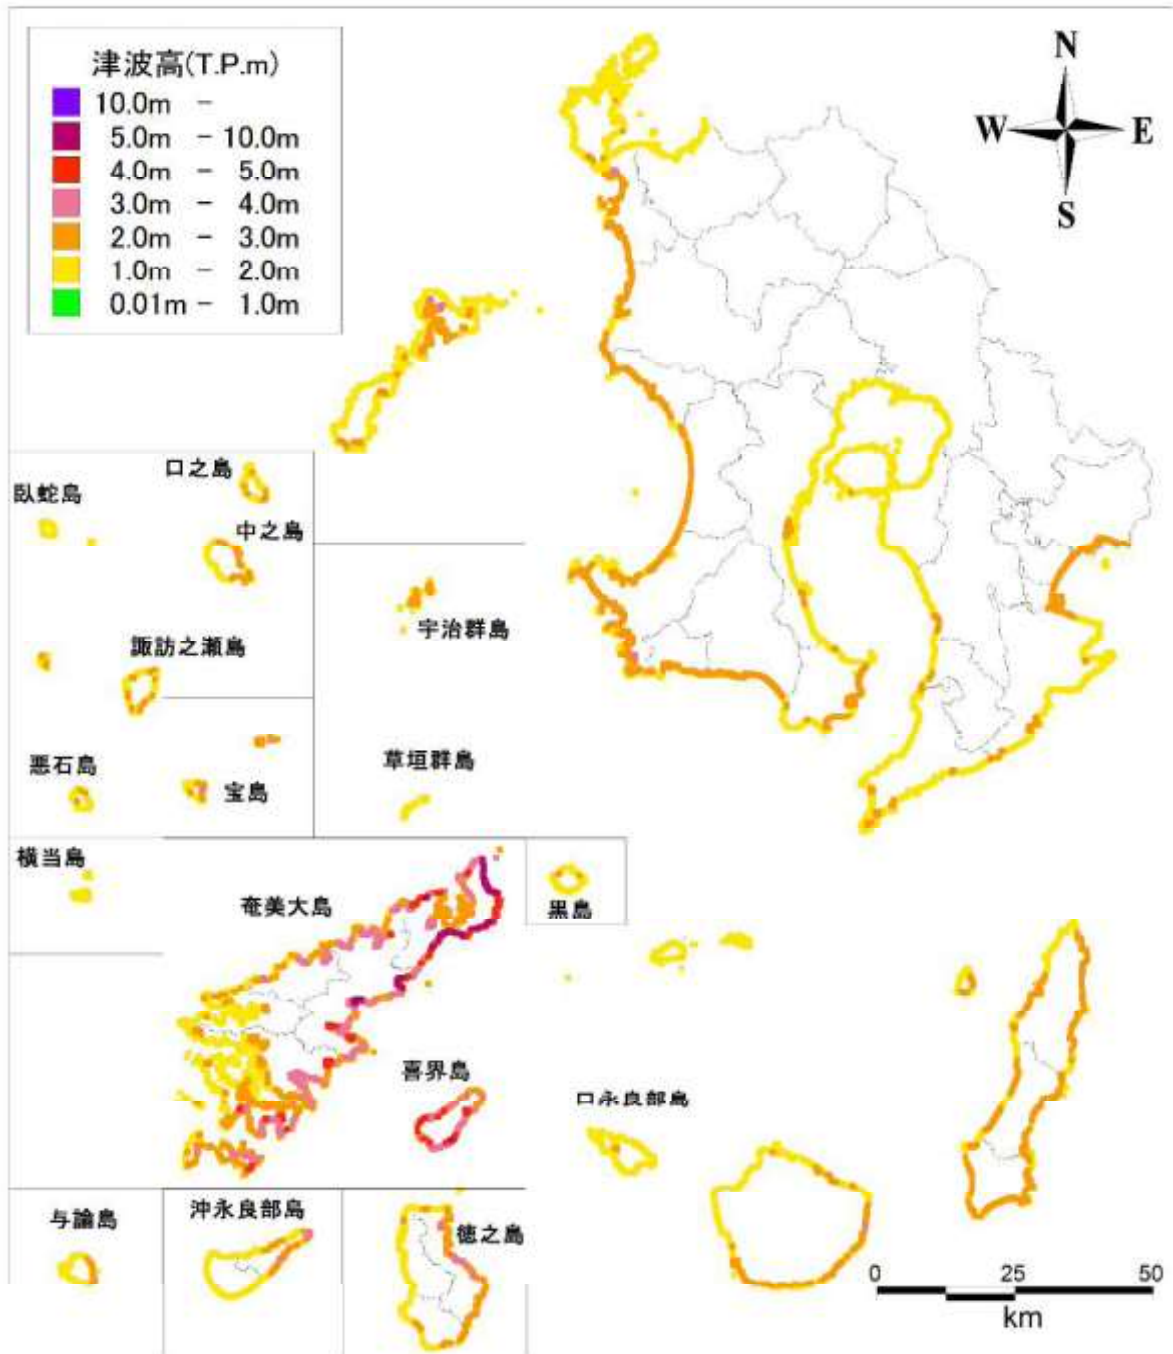 津波高(T.P.m)
10.0m -
5.0m - 10.0m
4.0m - 5.0m
3.0m - 4.0m
2.0m - 3.0m
1.0m - 2.0m
0.01m - 1.0m
N
W E
S
口之島
臥蛇島
中之島
宇治群島
諏訪之瀬島
草垣群島
悪石島
宝島
横当島
奄美大島
黒島
喜界島
口永良部島
与論島
沖永良部島
徳之島
0 25 50
km